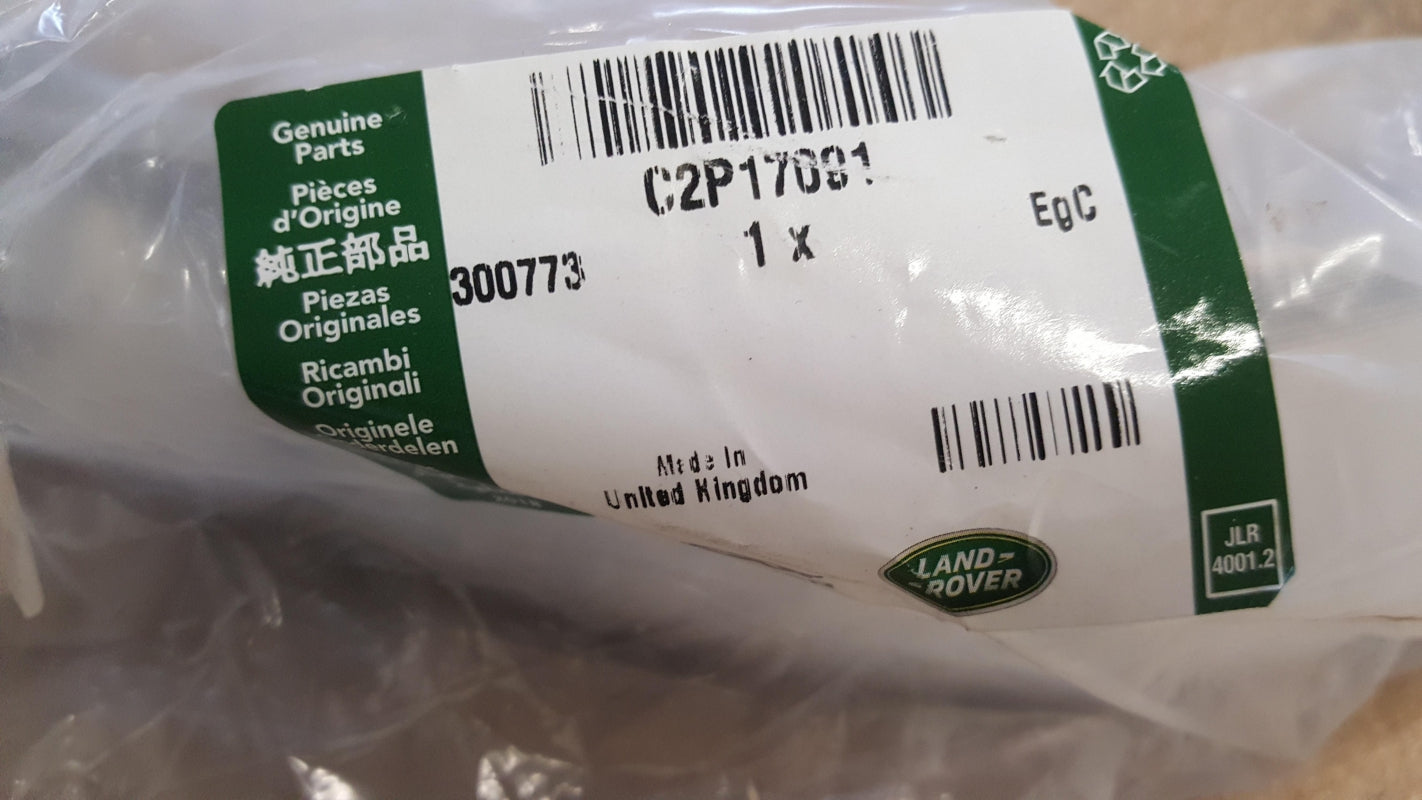 Genuine
Parts
Pièces
d'Origine
純正部品
Piezas
Originales
Ricambi
Originali
Originele
300773
1 x
EgC
Made In
United Kingdom
LAND-
-ROVER
JLR
4001.2